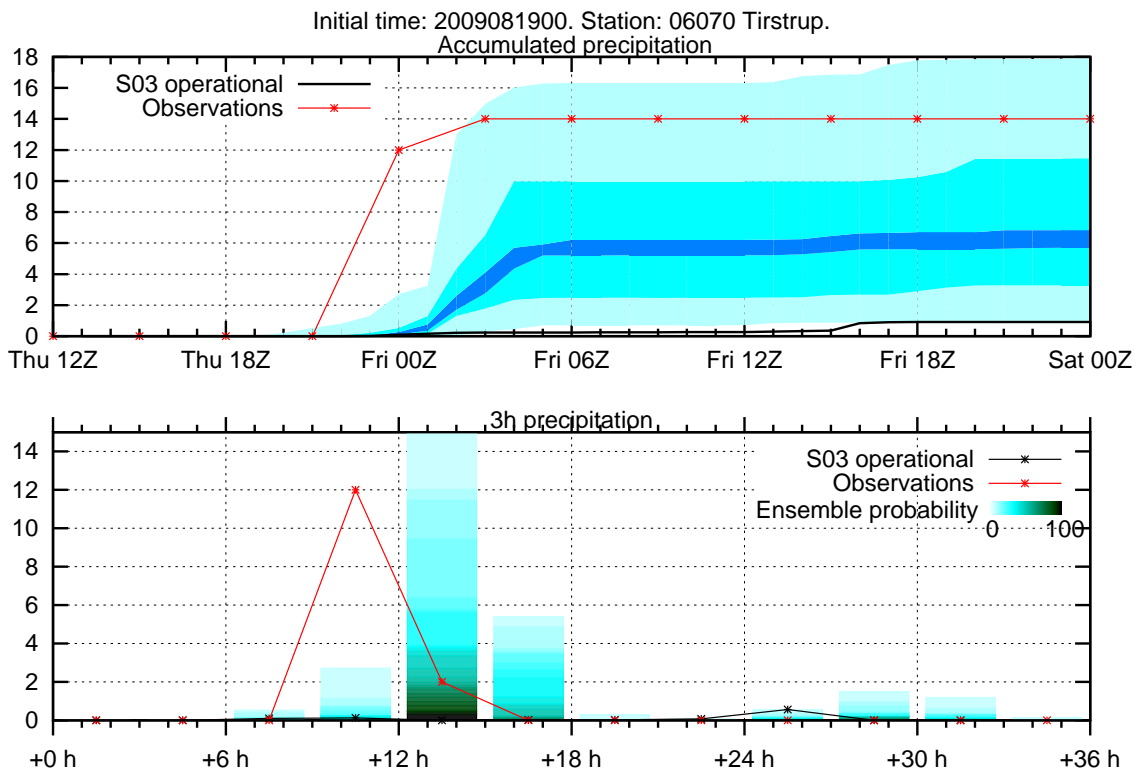 Initial time: 2009081900. Station: 06070 Tirstrup.
Accumulated precipitation
18
16
14
12
10
8
6
4
2
0
S03 operational
Observations
Thu 12Z Thu 18Z Fri 00Z Fri 06Z Fri 12Z Fri 18Z Sat 00Z
3h precipitation
14
12
10
8
6
4
2
0
S03 operational
Observations
Ensemble probability
0 100
+0 h +6 h +12 h +18 h +24 h +30 h +36 h